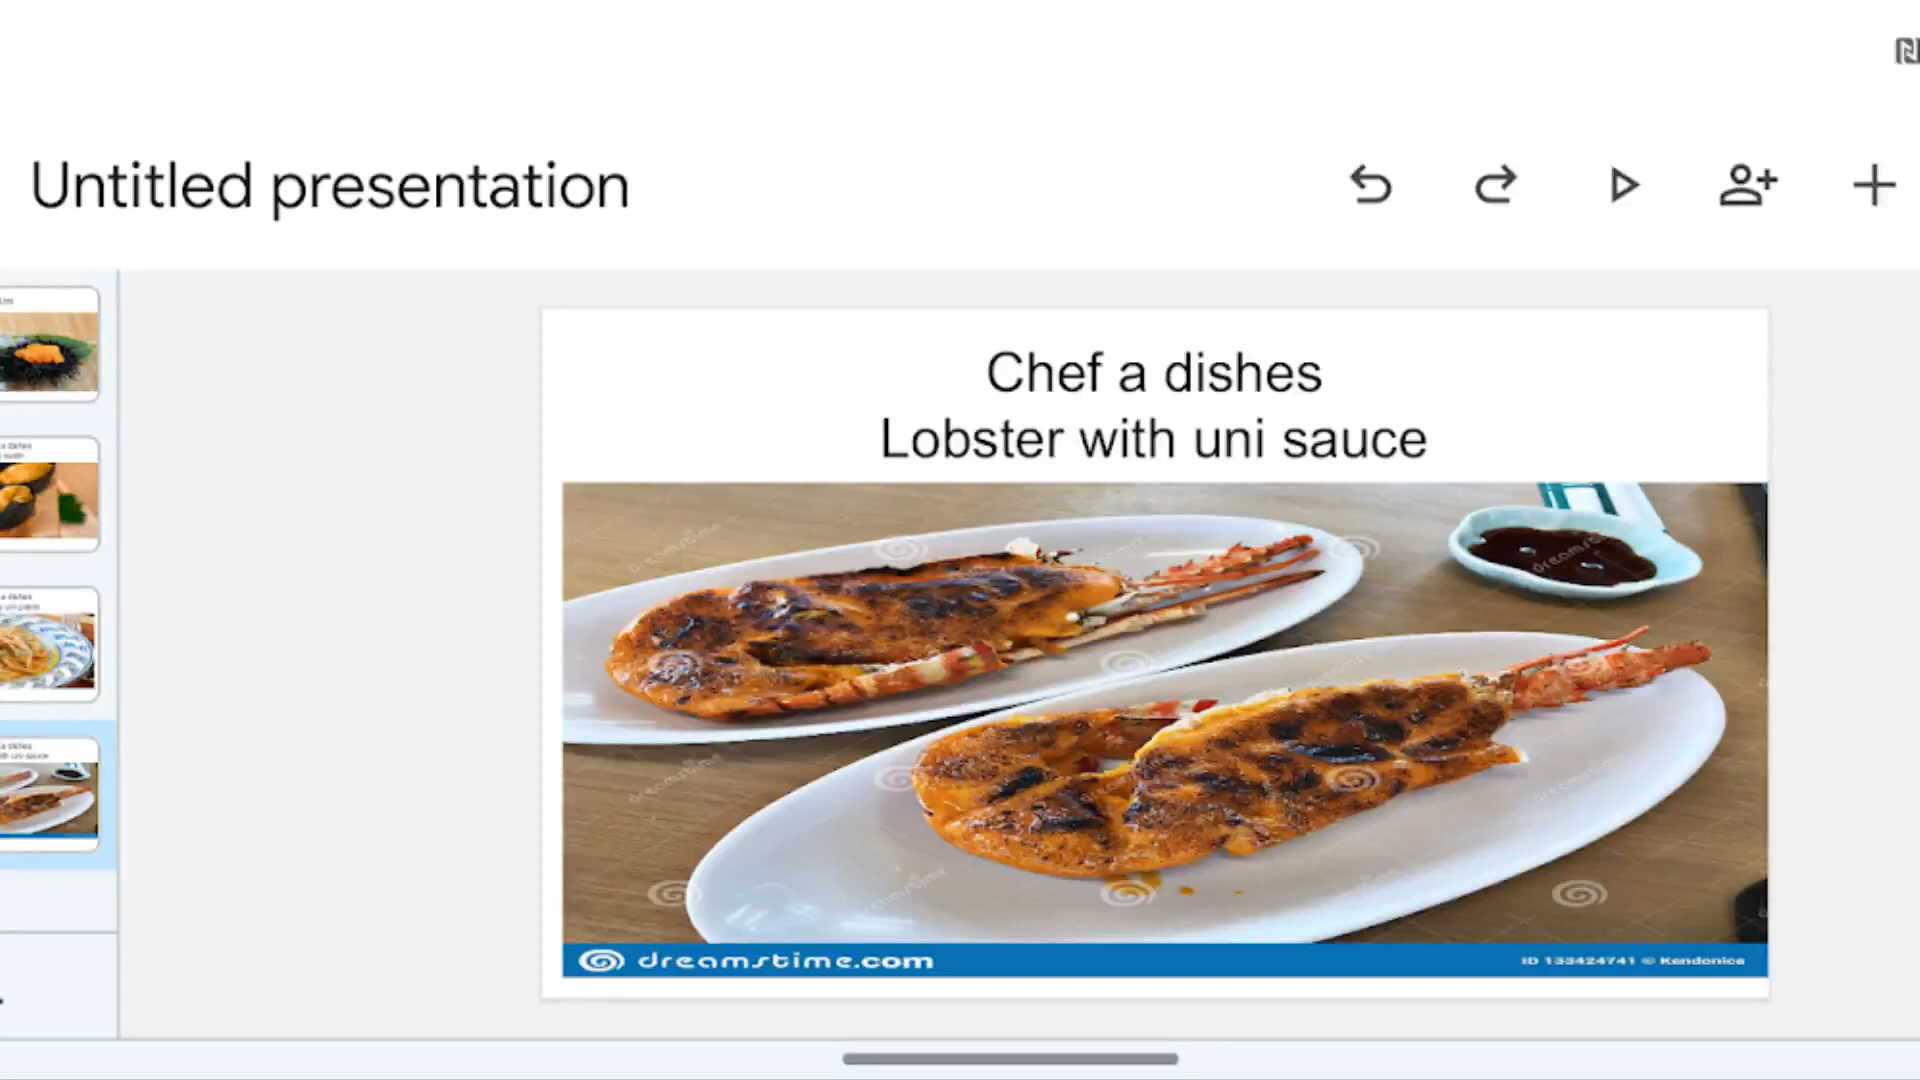 Untitled presentation
Chef a dishes
Lobster with uni sauce
dreamstime.com
ID 133424741 © Kendonice